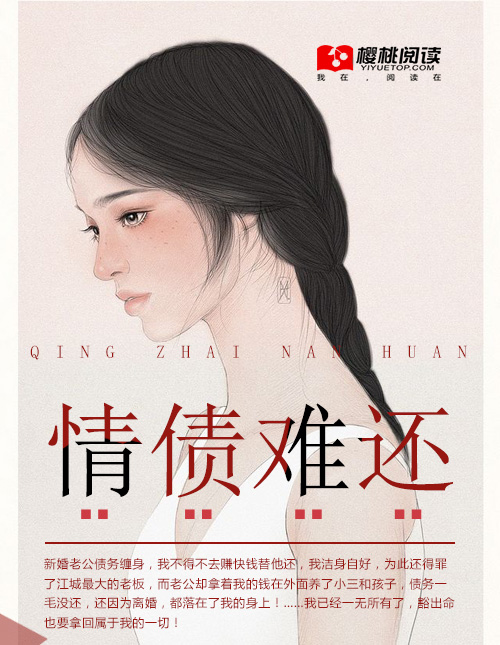 樱桃阅读
YIYUETOP.COM
我在．阅读在
QING ZHAI NAN HUAN
情债难还
新婚老公债务缠身，我不得不去赚快钱替他还，我洁身自好，为此还得罪
了江城最大的老板，而老公却拿着我的钱在外面养了小三和孩子，债务一
毛没还，还因为离婚，都落在了我的身上！……我已经一无所有了，豁出命
也要拿回属于我的一切！